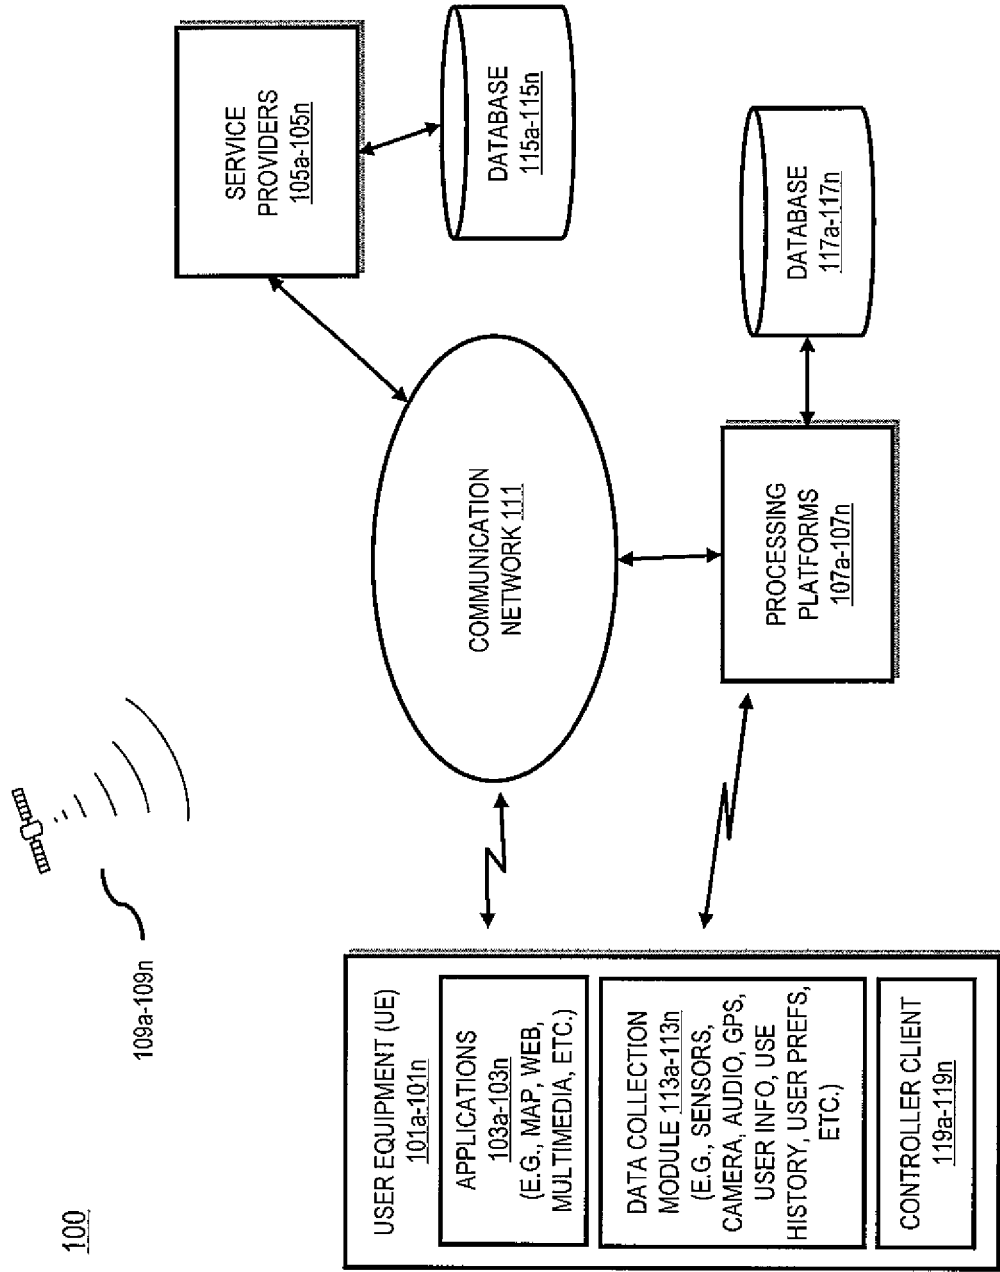 100
109a-109n
USER EQUIPMENT (UE)
101a-101n
APPLICATIONS
103a-103n
(E.G., MAP, WEB,
MULTIMEDIA, ETC.)
DATA COLLECTION
MODULE 113a-113n
(E.G., SENSORS,
CAMERA, AUDIO, GPS,
USER INFO, USE
HISTORY, USER PREFS,
ETC.)
CONTROLLER CLIENT
119a-119n
COMMUNICATION
NETWORK 111
SERVICE
PROVIDERS
105a-105n
DATABASE
115a-115n
PROCESSING
PLATFORMS
107a-107n
DATABASE
117a-117n